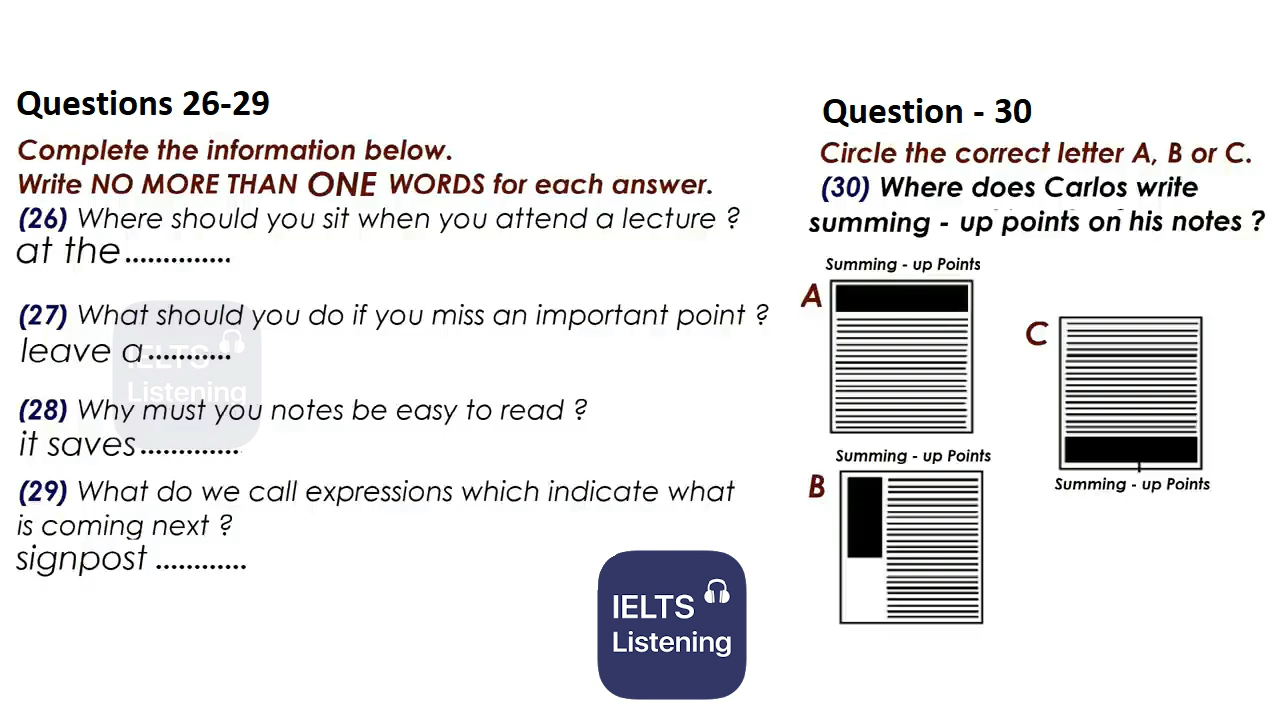 Questions 26-29
Complete the information below.
Write NO MORE THAN ONE WORDS for each answer.
(26) Where should you sit when you attend a lecture ?
at the..............
(27) What should you do if you miss an important point ?
leave a...........
(28) Why must you notes be easy to read ?
it saves.............
(29) What do we call expressions which indicate what
is coming next ?
signpost ............
IELTS
Listening
IELTS
Listening
Question - 30
Circle the correct letter A, B or C.
(30) Where does Carlos write
summing - up points on his notes ?
Summing - up Points
A
C
Summing - up Points
Summing - up Points
B